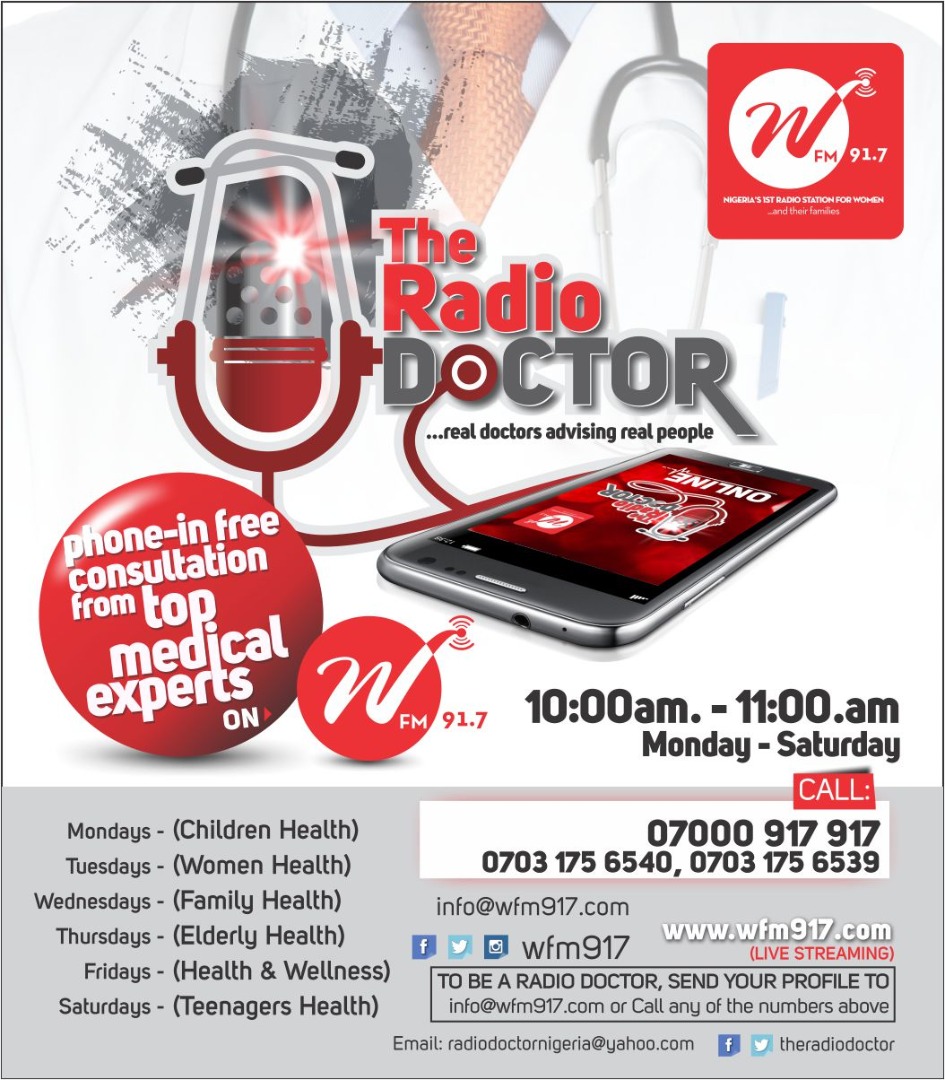 W FM 91.7
NIGERIA'S 1ST RADIO STATION FOR WOMEN
...and their families
The
Radio
DOCTOR
...real doctors advising real people
ONLINE
The
Radio
DOCTOR
phone-in free
consultation
from top
medical
experts
ON
W FM 91.7
10:00am. - 11:00.am
Monday - Saturday
CALL:
07000 917 917
0703 175 6540, 0703 175 6539
Mondays - (Children Health)
Tuesdays - (Women Health)
Wednesdays - (Family Health)
Thursdays - (Elderly Health)
Fridays - (Health & Wellness)
Saturdays - (Teenagers Health)
info@wfm917.com
wfm917
www.wfm917.com
(LIVE STREAMING)
TO BE A RADIO DOCTOR, SEND YOUR PROFILE TO
info@wfm917.com or Call any of the numbers above
Email: radiodoctornigeria@yahoo.com theradiodoctor